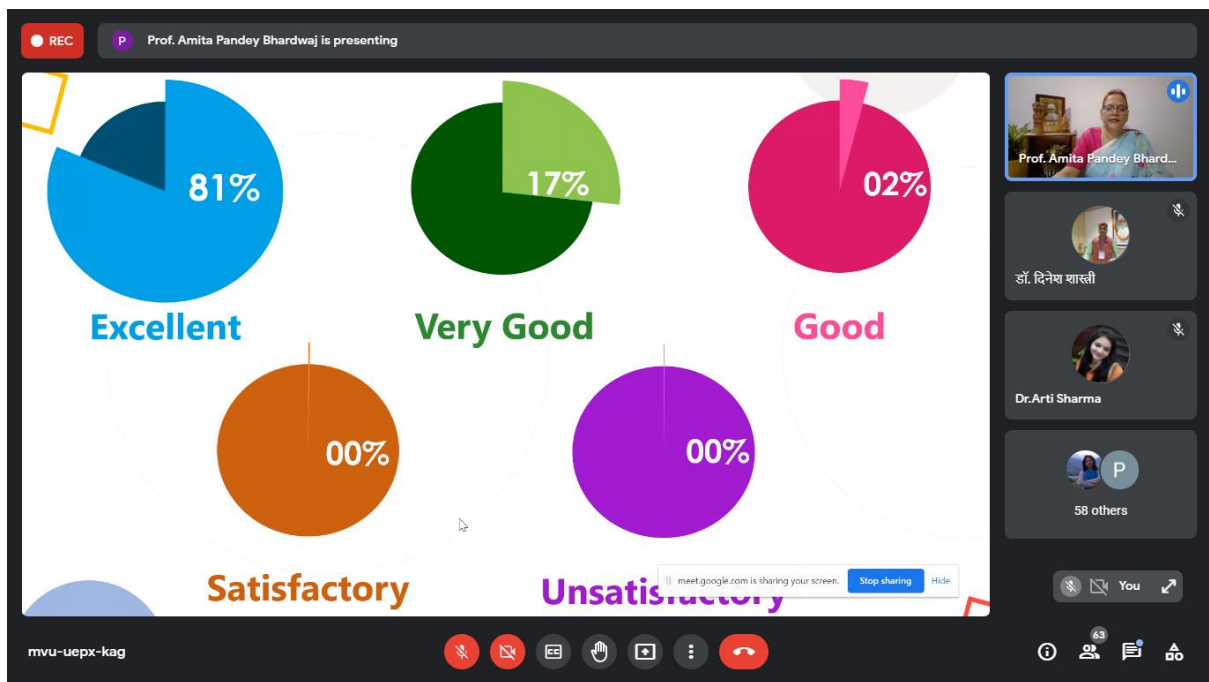 REC
P
Prof. Amita Pandey Bhardwaj is presenting
81%
17%
02%
Excellent
Very Good
Good
00%
00%
Satisfactory
meet.google.com is sharing your screen.
Stop sharing
Hide
Prof. Amita Pandey Bhard...
डॉ. दिनेश शास्त्री
Dr.Arti Sharma
P
58 others
You
mvu-uepx-kag
CC
63